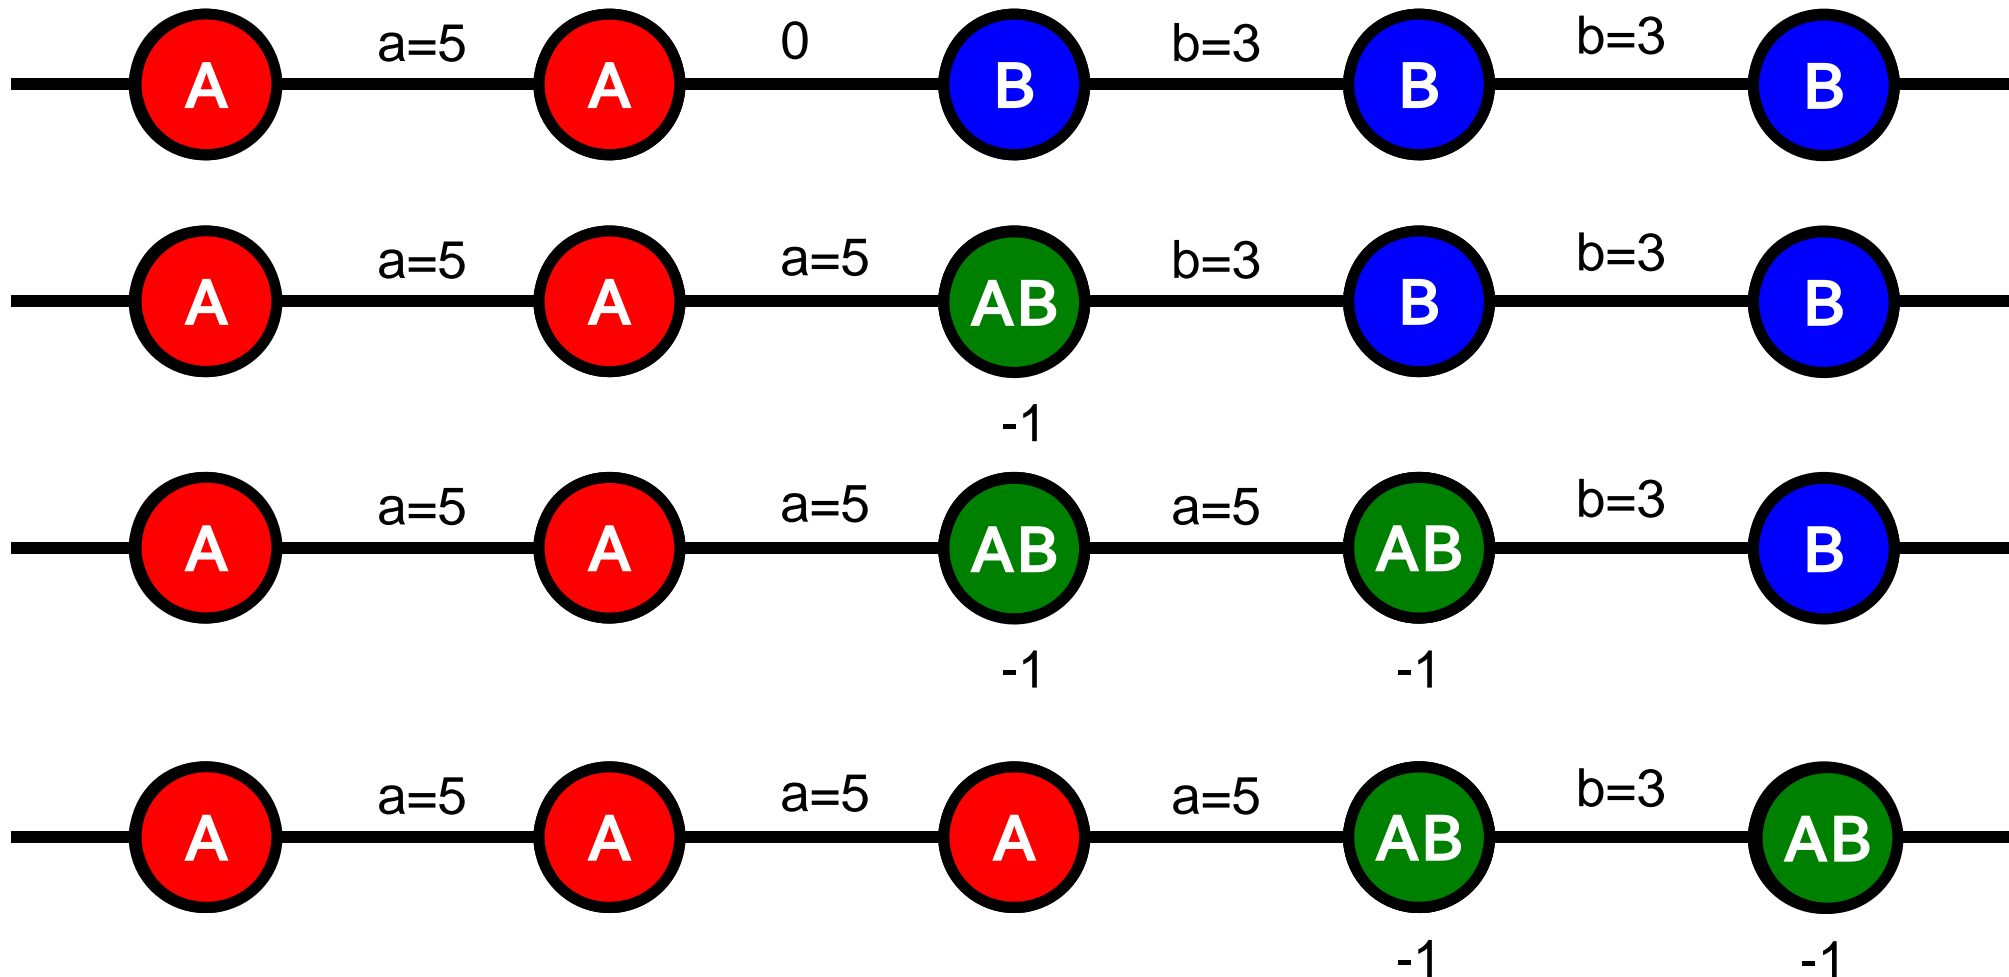 a=5 0 b=3 b=3
A A B B B
a=5 a=5 b=3 b=3
A A AB B B
-1
a=5 a=5 a=5 b=3
A A AB AB B
-1 -1
a=5 a=5 a=5 b=3
A A A AB AB
-1 -1